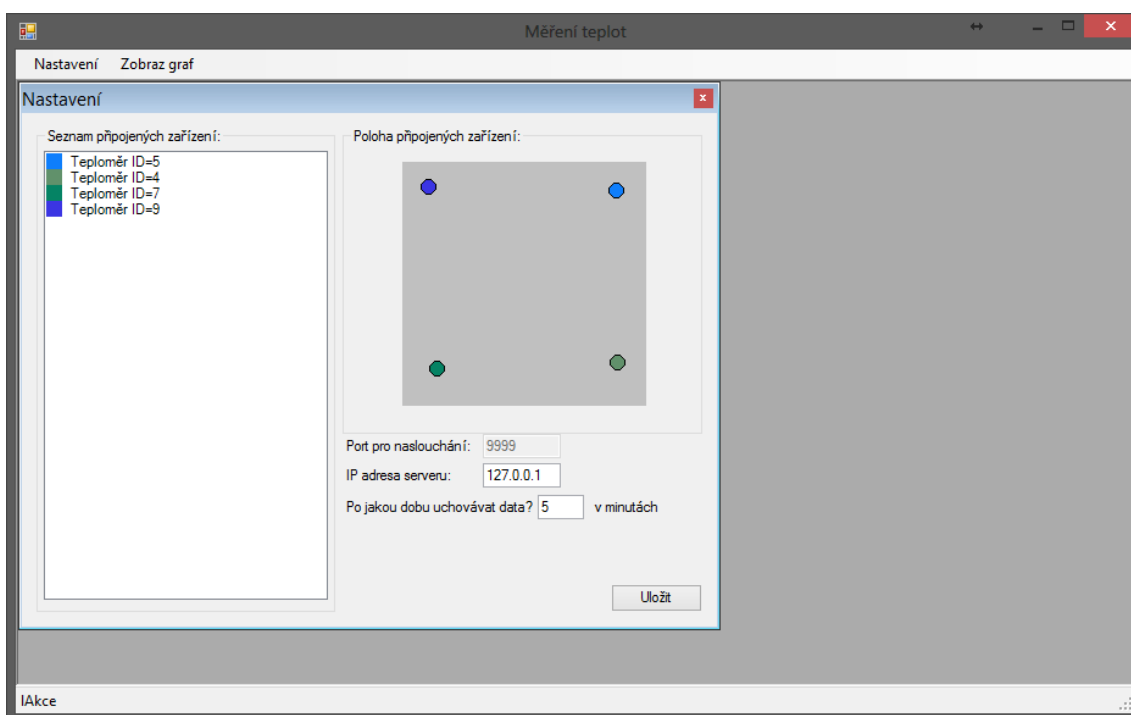 Měření teplot
Nastavení Zobraz graf
Nastavení
Seznam připojených zařízení:
Teploměr ID=5
Teploměr ID=4
Teploměr ID=7
Teploměr ID=9
Poloha připojených zařízení:
Port pro naslouchání: 9999
IP adresa serveru: 127.0.0.1
Po jakou dobu uchovávat data? 5 v minutách
Uložit
lAkce